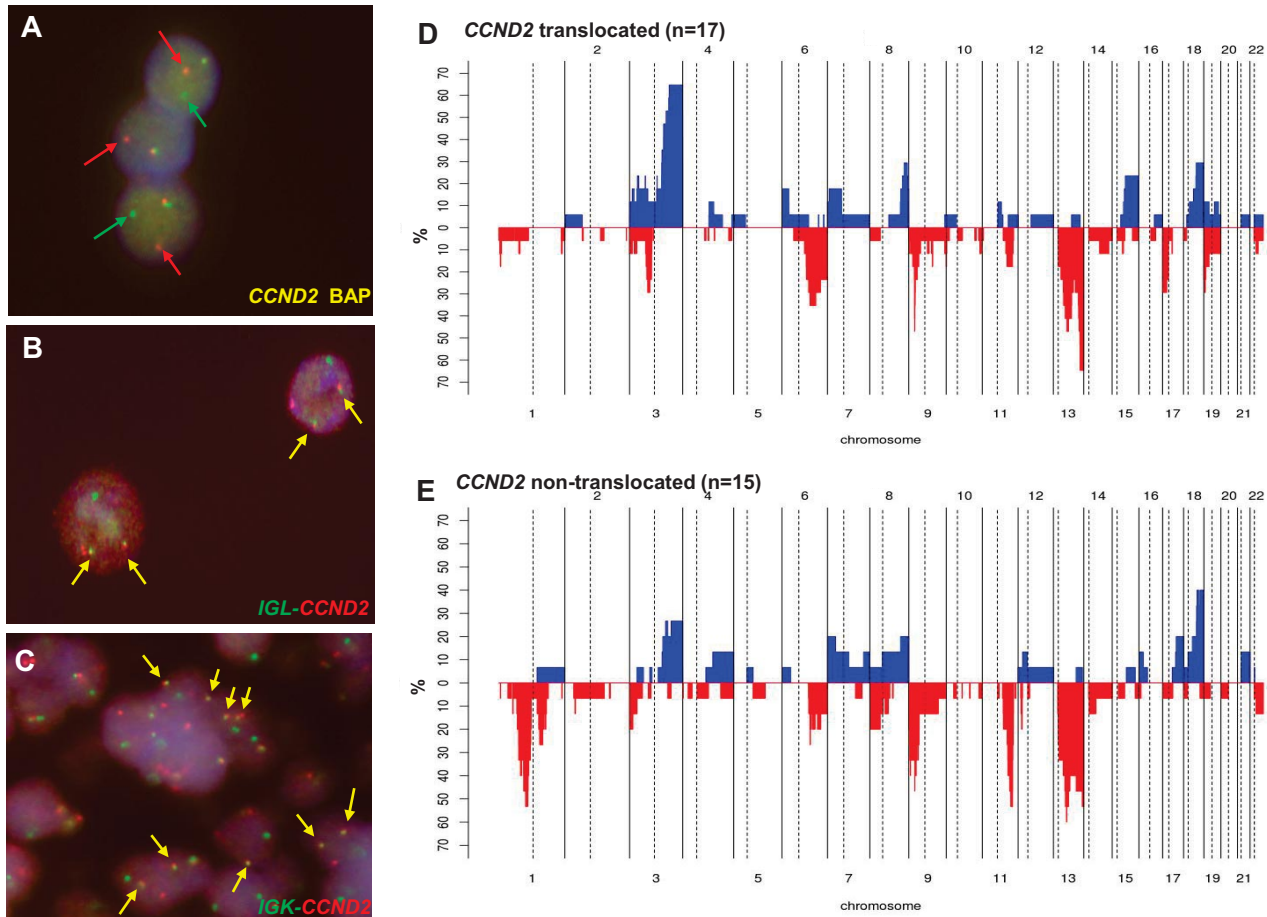 A
CCND2 BAP
B
IGL-CCND2
C
IGK-CCND2
D CCND2 translocated (n=17)
2 4 6 8 10 12 14 16 18 20 22
70
60
50
40
30
20
10
0
10
20
30
40
50
60
70
%
1 3 5 7 9 11 13 15 17 19 21
chromosome
E CCND2 non-translocated (n=15)
2 4 6 8 10 12 14 16 18 20 22
70
60
50
40
30
20
10
0
10
20
30
40
50
60
70
%
1 3 5 7 9 11 13 15 17 19 21
chromosome